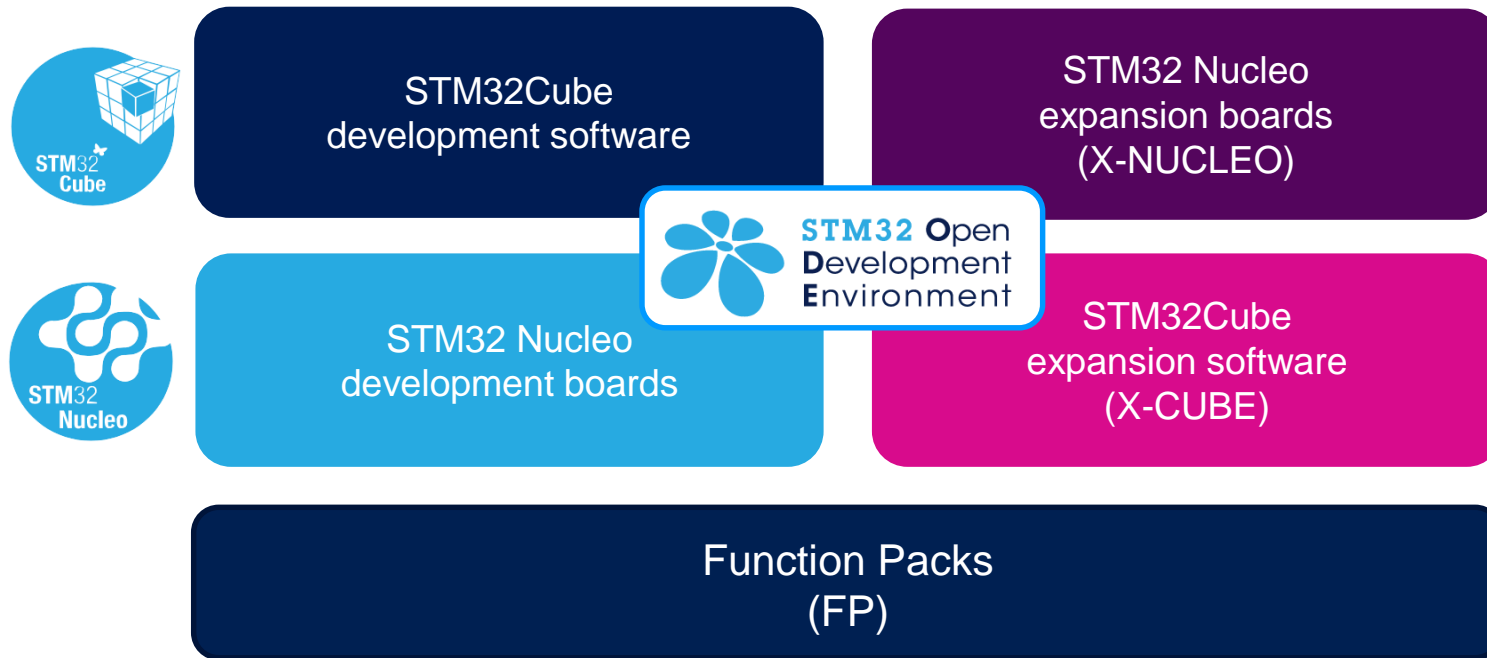 STM32
Cube
STM32Cube
development software
STM32 Nucleo
expansion boards
(X-NUCLEO)
STM32 Open
Development
Environment
STM32
Nucleo
STM32 Nucleo
development boards
STM32Cube
expansion software
(X-CUBE)
Function Packs
(FP)